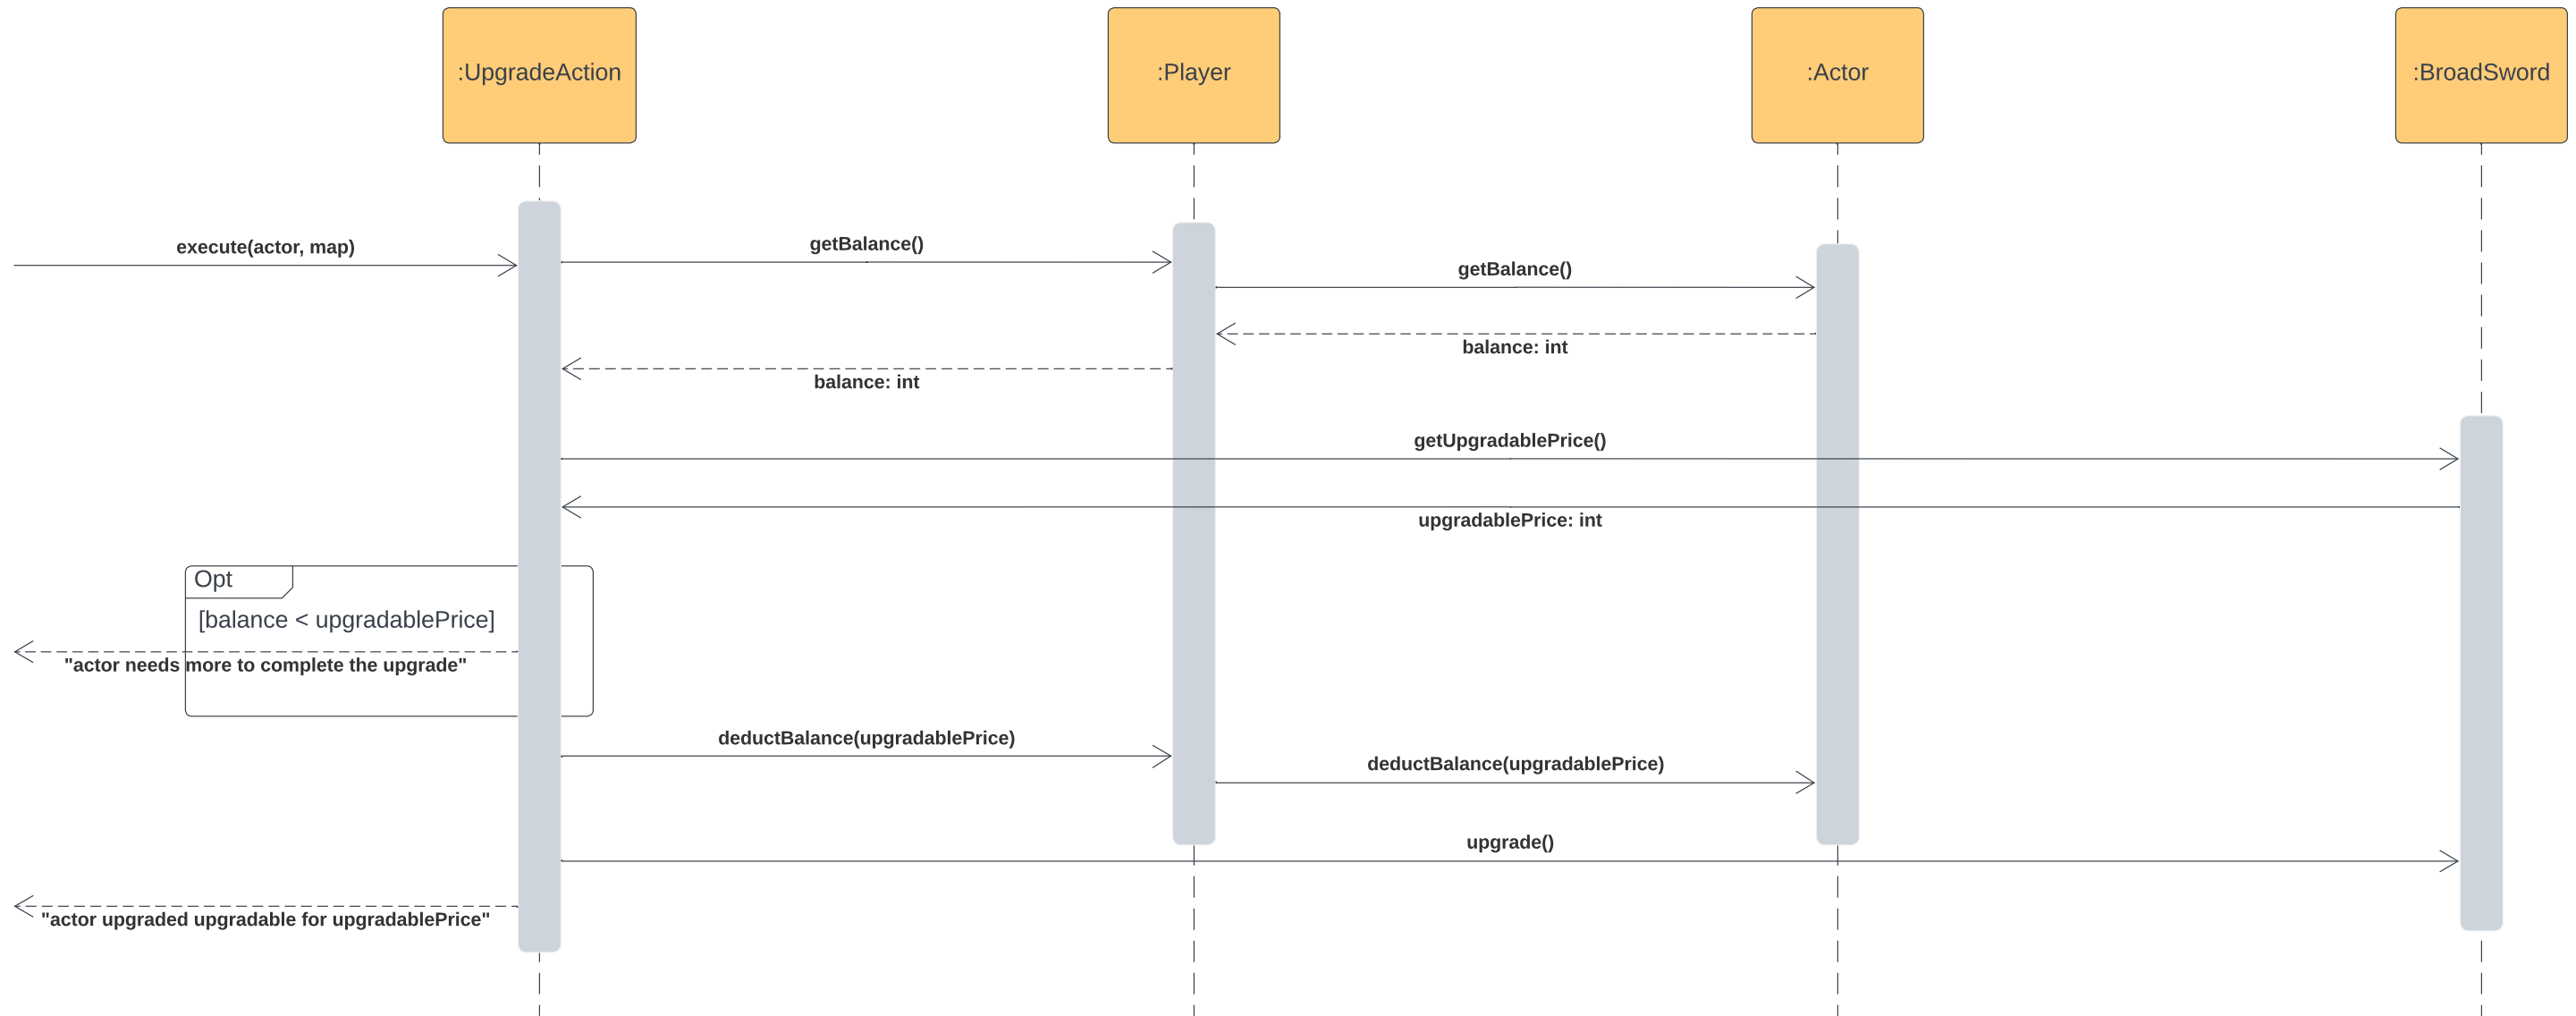 :UpgradeAction
:Player
:Actor
:BroadSword
execute(actor, map)
getBalance()
getBalance()
balance: int
balance: int
getUpgradablePrice()
upgradablePrice: int
Opt
[balance < upgradablePrice]
"actor needs more to complete the upgrade"
deductBalance(upgradablePrice)
deductBalance(upgradablePrice)
upgrade()
"actor upgraded upgradable for upgradablePrice"